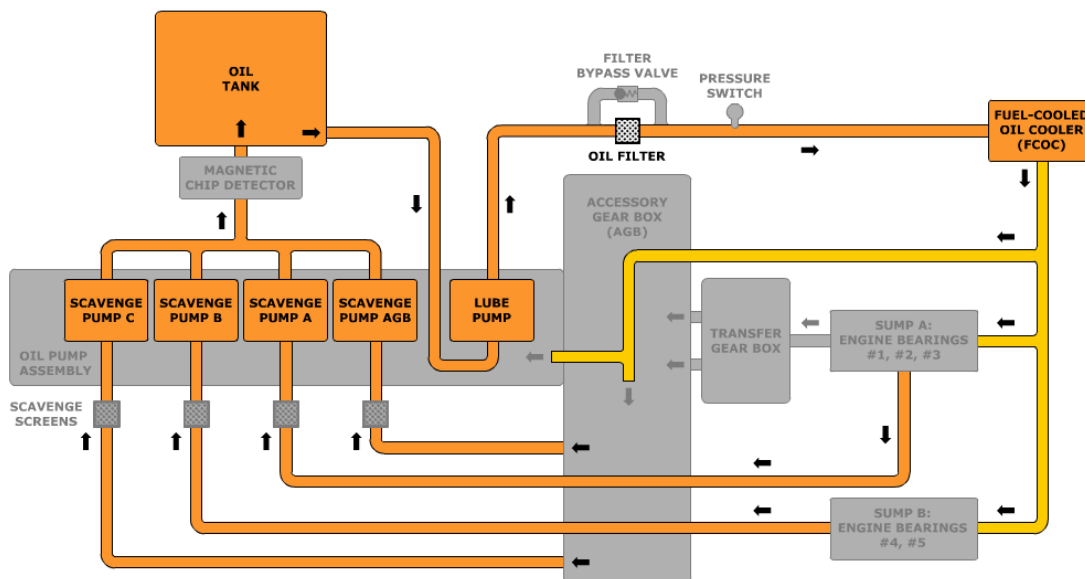 OIL
TANK
FILTER
BYPASS VALVE
PRESSURE
SWITCH
FUEL-COOLED
OIL COOLER
(FCOC)
OIL FILTER
MAGNETIC
CHIP DETECTOR
ACCESSORY
GEAR BOX
(AGB)
SCAVENGE
PUMP C
SCAVENGE
PUMP B
SCAVENGE
PUMP A
SCAVENGE
PUMP AGB
LUBE
PUMP
OIL PUMP
ASSEMBLY
TRANSFER
GEAR BOX
SUMP A:
ENGINE BEARINGS
#1, #2, #3
SCAVENGE
SCREENS
SUMP B:
ENGINE BEARINGS
#4, #5